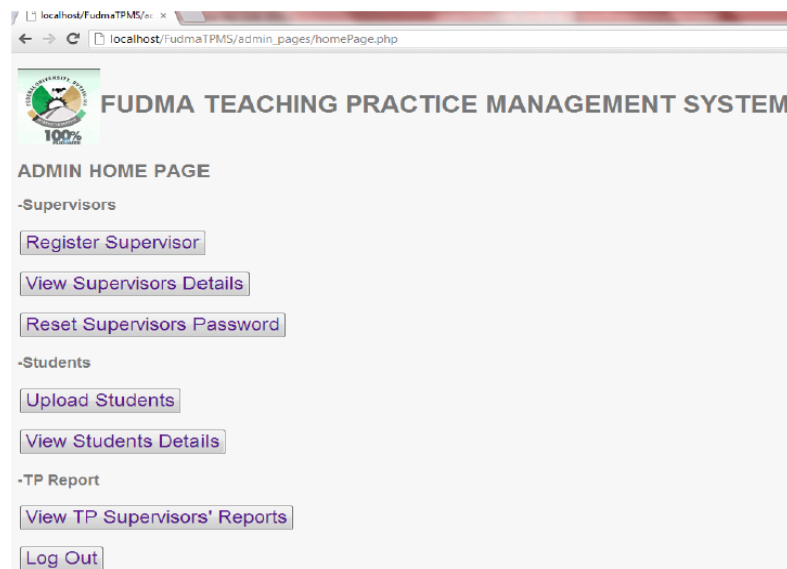 localhost/FudmaTPMS/ac ×
localhost/FudmaTPMS/admin_pages/homePage.php
FUDMA TEACHING PRACTICE MANAGEMENT SYSTEM
100%
ADMIN HOME PAGE
-Supervisors
Register Supervisor
View Supervisors Details
Reset Supervisors Password
-Students
Upload Students
View Students Details
-TP Report
View TP Supervisors' Reports
Log Out